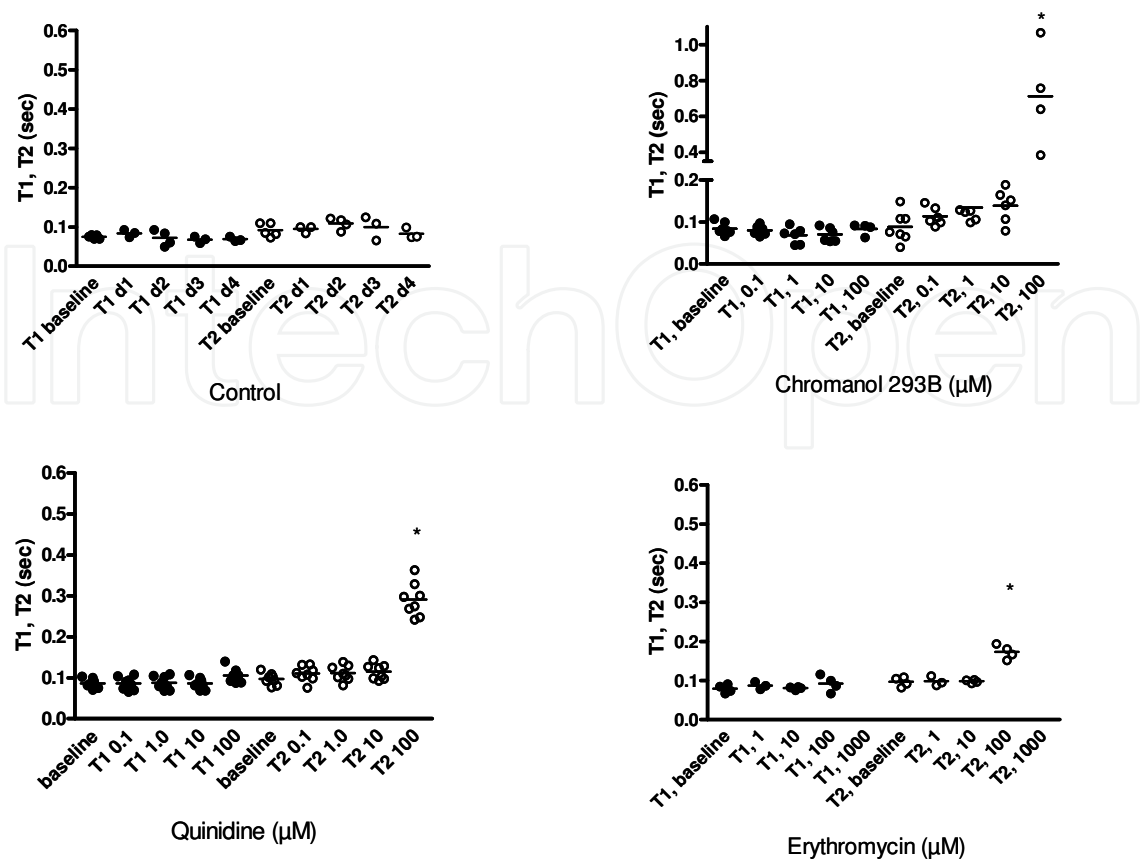 0.6
0.5
0.4
0.3
0.2
0.1
0.0
T1, T2 (sec)
T1 baseline
T1 d1
T1 d2
T1 d3
T1 d4
T2 baseline
T2 d1
T2 d2
T2 d3
T2 d4
Control
*
1.0
0.8
0.6
0.4
0.2
0.1
0.0
T1, T2 (sec)
T1, baseline
T1, 0.1
T1, 1
T1, 10
T1, 100
T2, baseline
T2, 0.1
T2, 1
T2, 10
T2, 100
Chromanol 293B (µM)
IntechOpen
0.6
0.5
0.4
0.3
0.2
0.1
0.0
T1, T2 (sec)
*
baseline
T1 0.1
T1 1.0
T1 10
T1 100
baseline
T2 0.1
T2 1.0
T2 10
T2 100
Quinidine (µM)
0.6
0.5
0.4
0.3
0.2
0.1
0.0
T1, T2 (sec)
*
T1, baseline
T1, 1
T1, 10
T1, 100
T1, 1000
T2, baseline
T2, 1
T2, 10
T2, 100
T2, 1000
Erythromycin (µM)